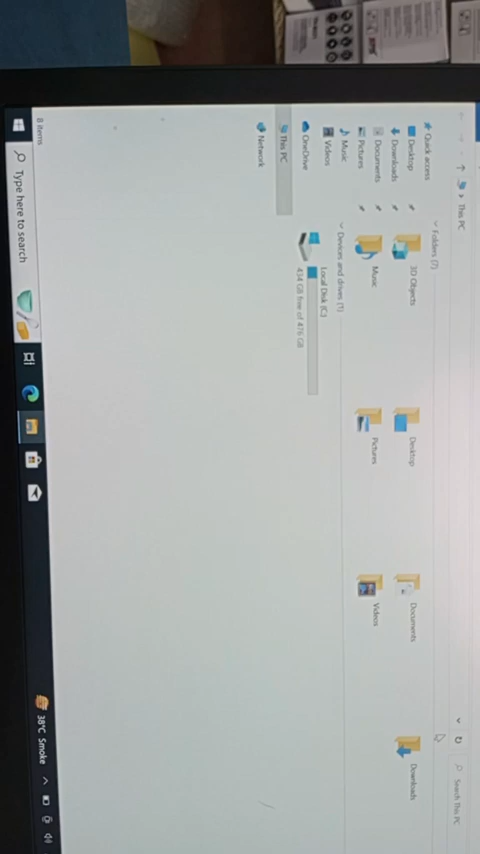 This PC
Search This PC
Quick access
Desktop
Downloads
Documents
Pictures
Music
Videos
OneDrive
This PC
Network
Folders (7)
3D Objects
Desktop
Documents
Downloads
Music
Pictures
Videos
Devices and drives (1)
Local Disk (C:)
434 GB free of 476 GB
8 items
Type here to search
38°C Smoke